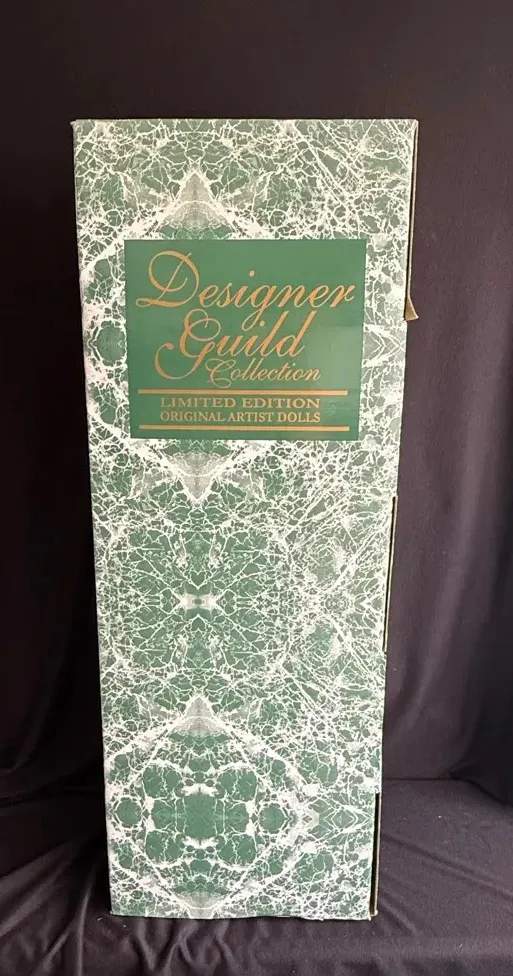 Designer
Guild
Collection
LIMITED EDITION
ORIGINAL ARTIST DOLLS